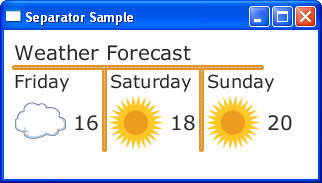 Separator Sample
Weather Forecast
Friday Saturday Sunday
16 18 20